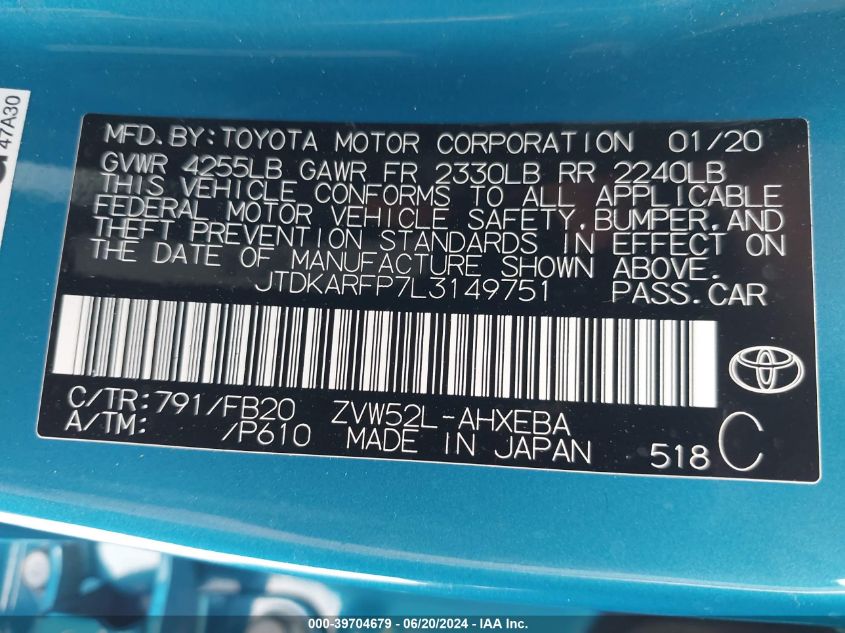 47A30
MFD. BY: TOYOTA MOTOR CORPORATION 01/20
GVWR 4255LB GAWR FR 2330LB RR 2240LB
THIS VEHICLE CONFORMS TO ALL APPLICABLE
FEDERAL MOTOR VEHICLE SAFETY, BUMPER, AND
THEFT PREVENTION STANDARDS IN EFFECT ON
THE DATE OF MANUFACTURE SHOWN ABOVE.
JTDKARFP7L3149751 PASS. CAR
C/TR: 791/FB20 ZVW52L-AHXEBA
A/TM: /P610 MADE IN JAPAN 518 C
000-39704679 - 06/20/2024 - IAA Inc.